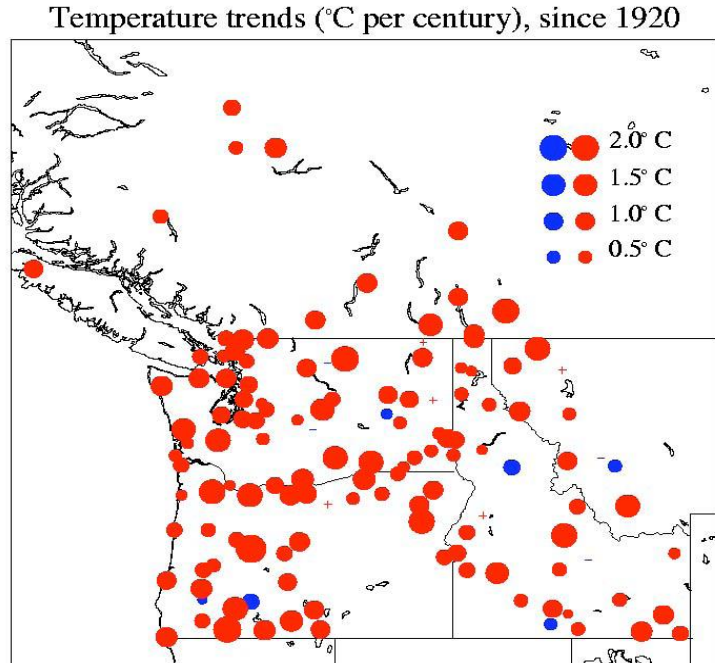 Temperature trends (°C per century), since 1920
2.0° C
1.5° C
1.0° C
0.5° C